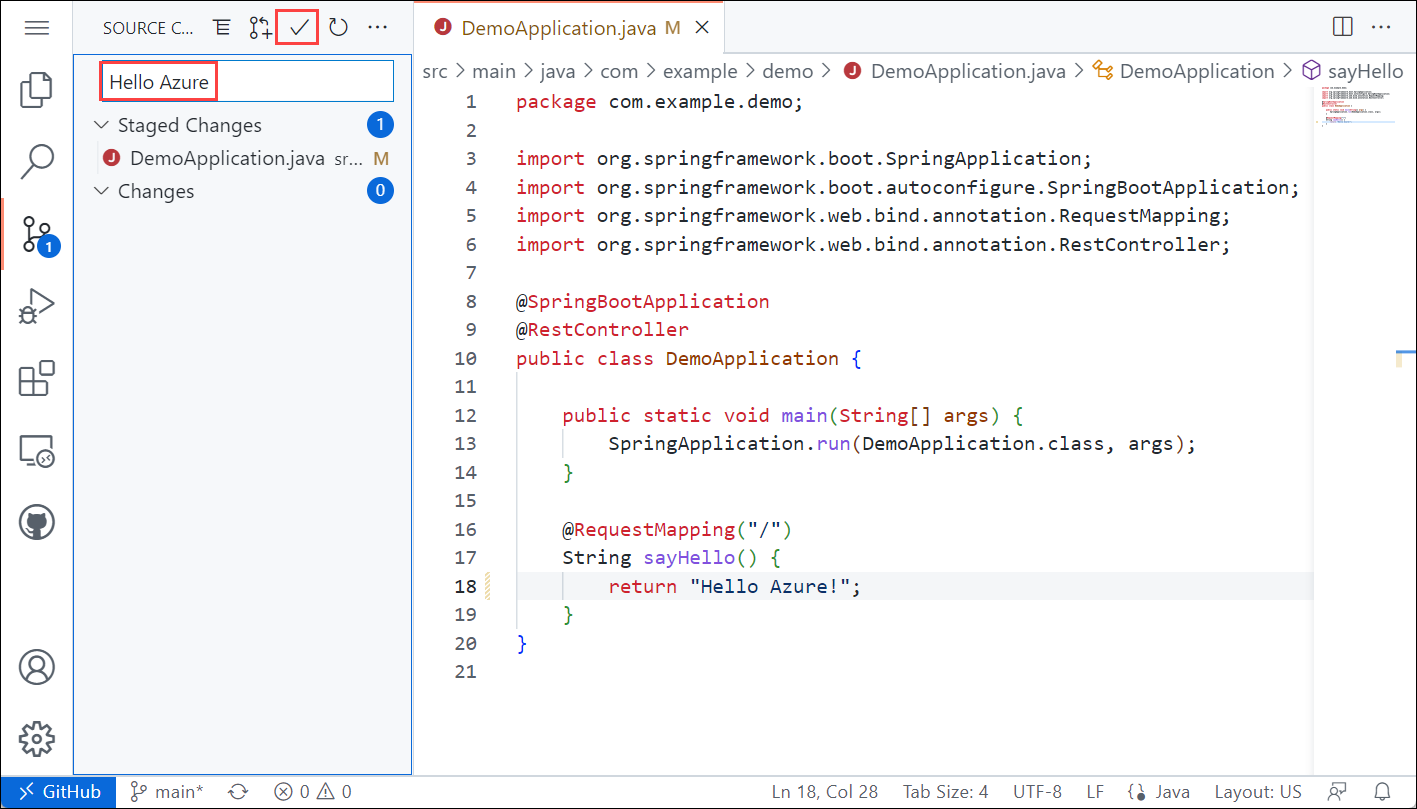 SOURCE C...
Hello Azure
Staged Changes 1
DemoApplication.java sr... M
Changes 0
1
DemoApplication.java M
src > main > java > com > example > demo > DemoApplication.java > DemoApplication > sayHello
1 package com.example.demo;
2
3 import org.springframework.boot.SpringApplication;
4 import org.springframework.boot.autoconfigure.SpringBootApplication;
5 import org.springframework.web.bind.annotation.RequestMapping;
6 import org.springframework.web.bind.annotation.RestController;
7
8 @SpringBootApplication
9 @RestController
10 public class DemoApplication {
11
12 public static void main(String[] args) {
13 SpringApplication.run(DemoApplication.class, args);
14 }
15
16 @RequestMapping("/")
17 String sayHello() {
18 return "Hello Azure!";
19 }
20 }
21
GitHub main* 0 0 Ln 18, Col 28 Tab Size: 4 UTF-8 LF Java Layout: US